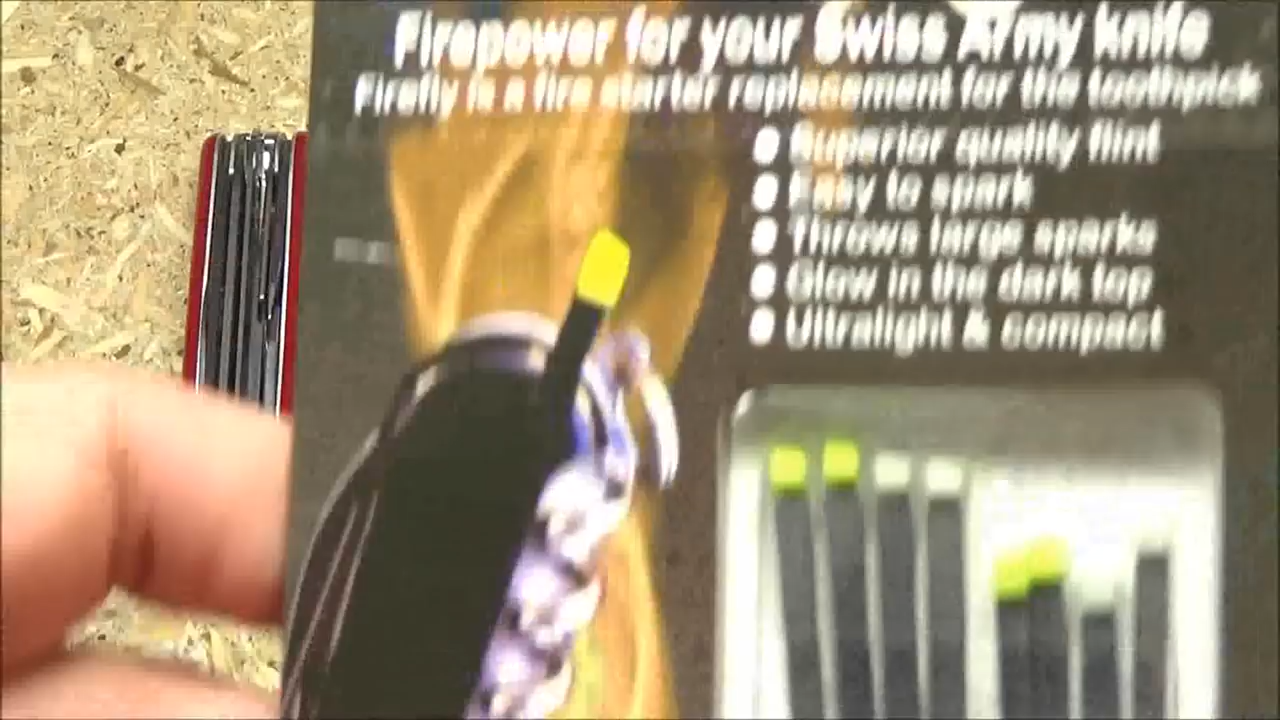 Firepower for your Swiss Army knife
Firefly is a fire starter replacement for the toothpick
Superior quality flint
Easy to spark
Throws large sparks
Glow in the dark top
Ultralight & compact